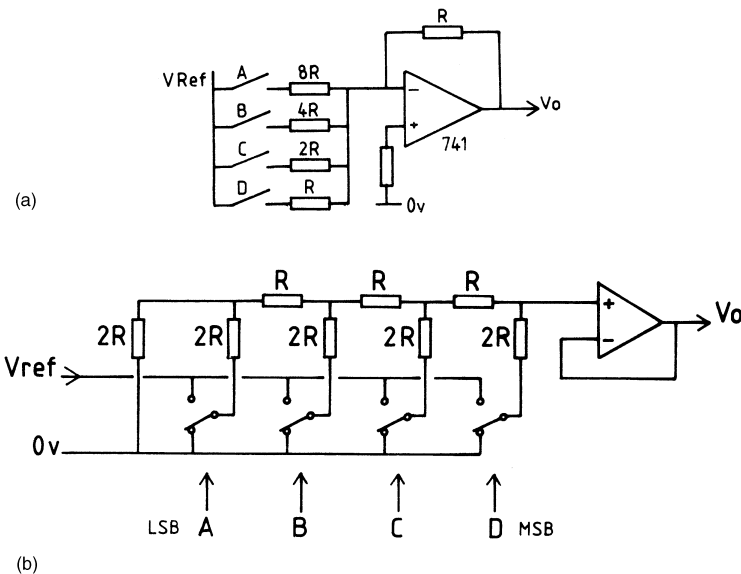 R
VRef
A 8R
B 4R
C 2R
D R
− + 741
Vo
0v
(a)
R R R
2R 2R 2R 2R 2R
+ −
Vo
Vref
0v
LSB A B C D MSB
(b)